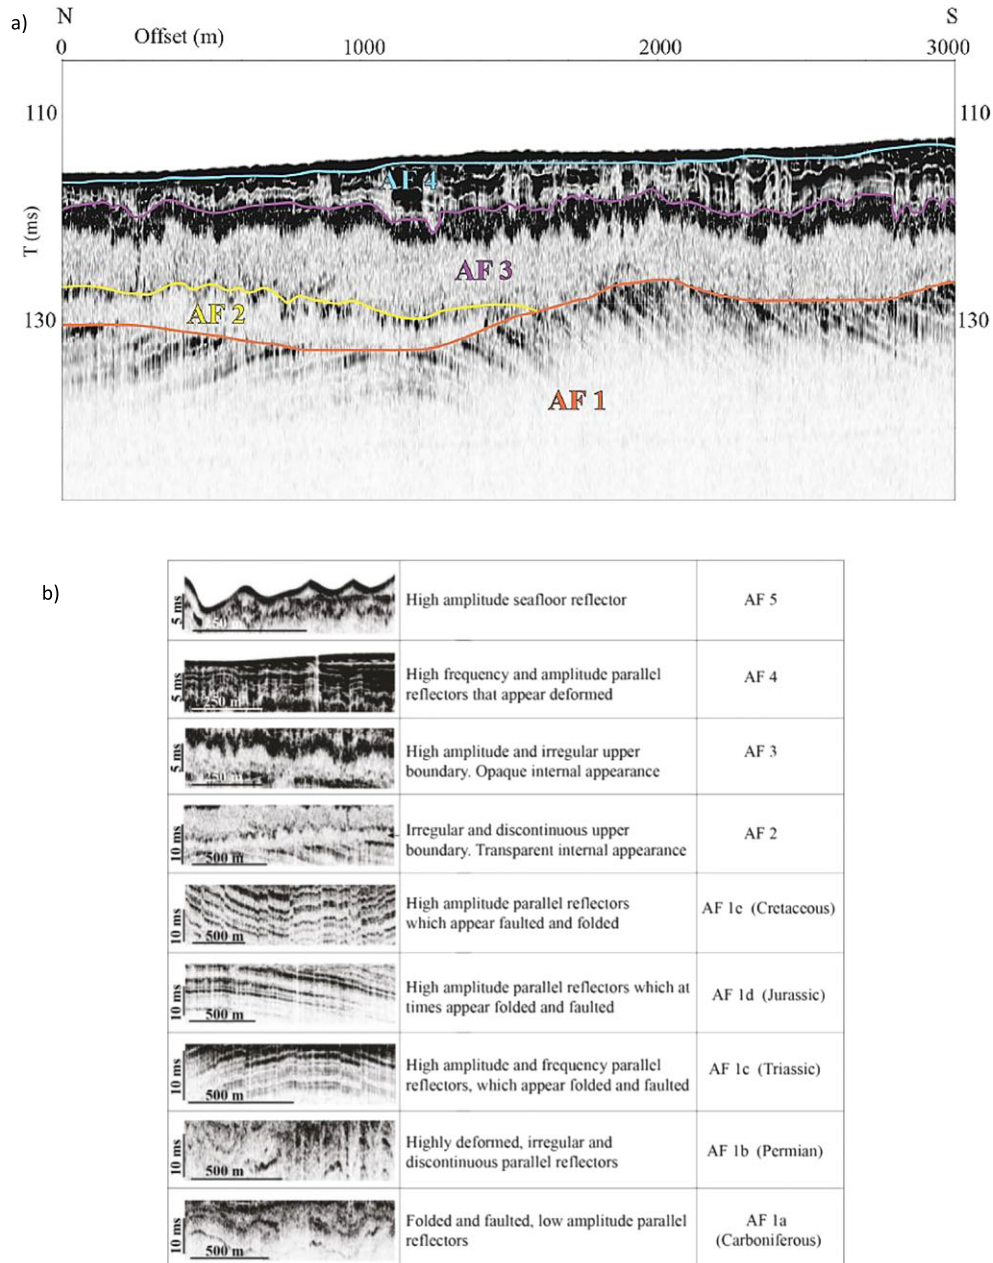 a)
N
S
Offset (m)
0
1000
2000
3000
110
110
T (ms)
130
130
AF 4
AF 3
AF 2
AF 1
b)
5 ms
High amplitude seafloor reflector
AF 5
5 ms
250 m
High frequency and amplitude parallel
reflectors that appear deformed
AF 4
5 ms
250 m
High amplitude and irregular upper
boundary. Opaque internal appearance
AF 3
10 ms
500 m
Irregular and discontinuous upper
boundary. Transparent internal appearance
AF 2
10 ms
500 m
High amplitude parallel reflectors
which appear faulted and folded
AF 1e (Cretaceous)
10 ms
500 m
High amplitude parallel reflectors which at
times appear folded and faulted
AF 1d (Jurassic)
10 ms
500 m
High amplitude and frequency parallel
reflectors, which appear folded and faulted
AF 1c (Triassic)
10 ms
500 m
Highly deformed, irregular and
discontinuous parallel reflectors
AF 1b (Permian)
10 ms
500 m
Folded and faulted, low amplitude parallel
reflectors
AF 1a
(Carboniferous)